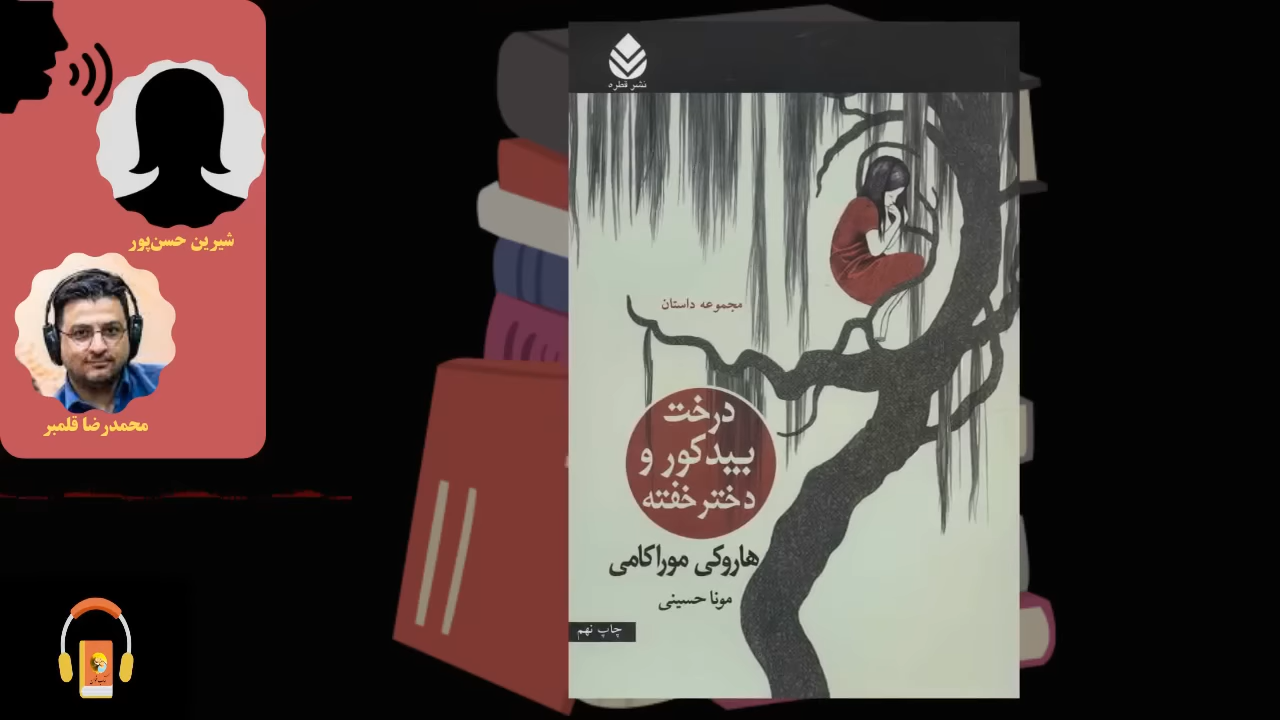 نشر قطره
مجموعه داستان
درخت
بیدکور و
دختر خفته
هاروکی موراکامی
مونا حسینی
چاپ نهم
شیرین حسن‌پور
محمدرضا قلمبر